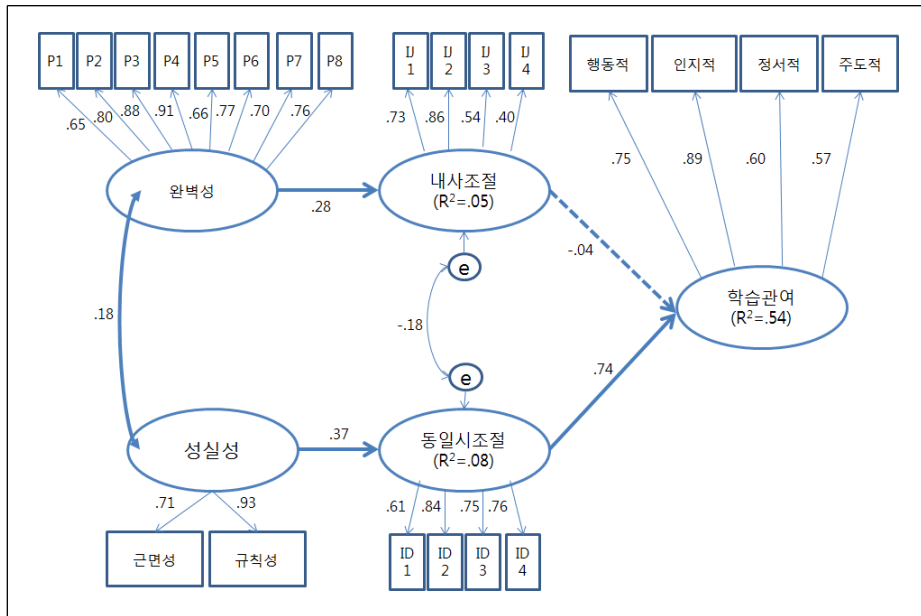 P1 P2 P3 P4 P5 P6 P7 P8
IJ 1
IJ 2
IJ 3
IJ 4
행동적 인지적 정서적 주도적
.65 .80 .88 .91 .66 .77 .70 .76
.73 .86 .54 .40
.75 .89 .60 .57
완벽성
.28
내사조절
(R²=.05)
-.04
e
.18
-.18
학습관여
(R²=.54)
e
.74
성실성
.37
동일시조절
(R²=.08)
.71 .93
.61 .84 .75 .76
근면성 규칙성
ID 1
ID 2
ID 3
ID 4